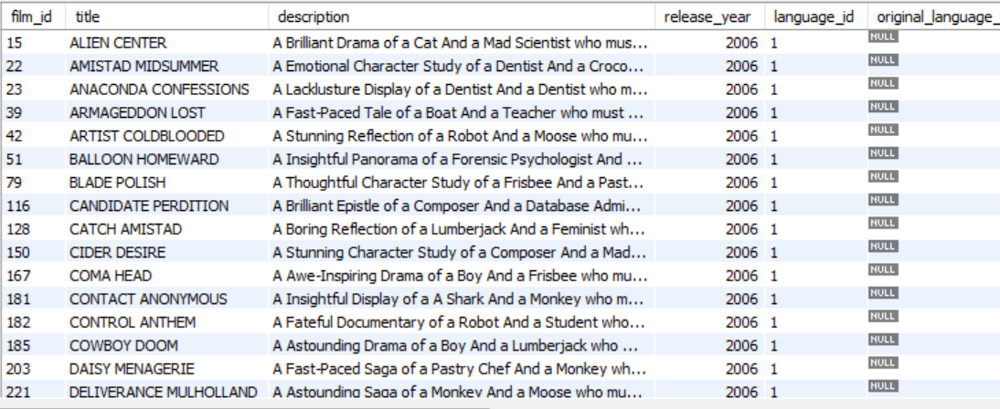 film_id title description release_year language_id original_language_
15 ALIEN CENTER A Brilliant Drama of a Cat And a Mad Scientist who mus... 2006 1 NULL
22 AMISTAD MIDSUMMER A Emotional Character Study of a Dentist And a Croco... 2006 1 NULL
23 ANACONDA CONFESSIONS A Lacklusture Display of a Dentist And a Dentist who m... 2006 1 NULL
39 ARMAGEDDON LOST A Fast-Paced Tale of a Boat And a Teacher who must ... 2006 1 NULL
42 ARTIST COLDBLOODED A Stunning Reflection of a Robot And a Moose who mu... 2006 1 NULL
51 BALLOON HOMEWARD A Insightful Panorama of a Forensic Psychologist And ... 2006 1 NULL
79 BLADE POLISH A Thoughtful Character Study of a Frisbee And a Past... 2006 1 NULL
116 CANDIDATE PERDITION A Brilliant Epistle of a Composer And a Database Admi... 2006 1 NULL
128 CATCH AMISTAD A Boring Reflection of a Lumberjack And a Feminist wh... 2006 1 NULL
150 CIDER DESIRE A Stunning Character Study of a Composer And a Mad... 2006 1 NULL
167 COMA HEAD A Awe-Inspiring Drama of a Boy And a Frisbee who mu... 2006 1 NULL
181 CONTACT ANONYMOUS A Insightful Display of a A Shark And a Monkey who m... 2006 1 NULL
182 CONTROL ANTHEM A Fateful Documentary of a Robot And a Student who... 2006 1 NULL
185 COWBOY DOOM A Astounding Drama of a Boy And a Lumberjack who ... 2006 1 NULL
203 DAISY MENAGERIE A Fast-Paced Saga of a Pastry Chef And a Monkey wh... 2006 1 NULL
221 DELIVERANCE MULHOLLAND A Astounding Saga of a Monkey And a Moose who mu... 2006 1 NULL